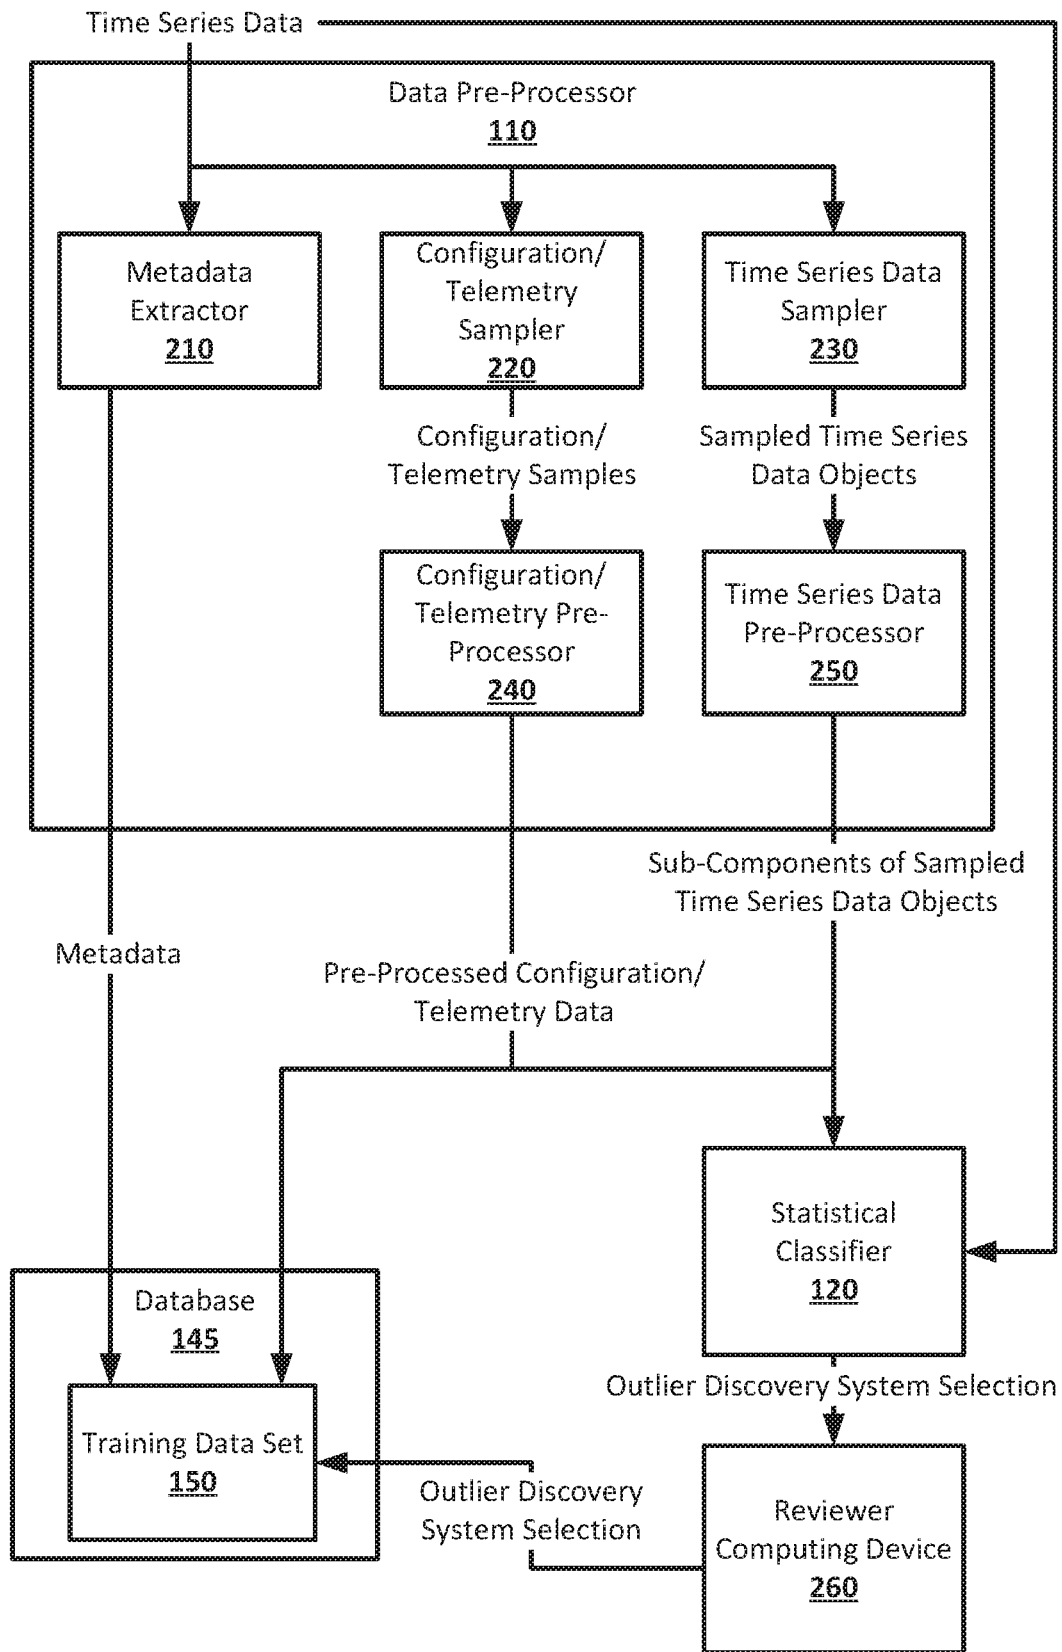 Time Series Data
Data Pre-Processor
110
Metadata
Extractor
210
Configuration/
Telemetry
Sampler
220
Time Series Data
Sampler
230
Configuration/
Telemetry Samples
Sampled Time Series
Data Objects
Configuration/
Telemetry Pre-
Processor
240
Time Series Data
Pre-Processor
250
Sub-Components of Sampled
Time Series Data Objects
Metadata
Pre-Processed Configuration/
Telemetry Data
Statistical
Classifier
120
Database
145
Outlier Discovery System Selection
Training Data Set
150
Outlier Discovery
System Selection
Reviewer
Computing Device
260